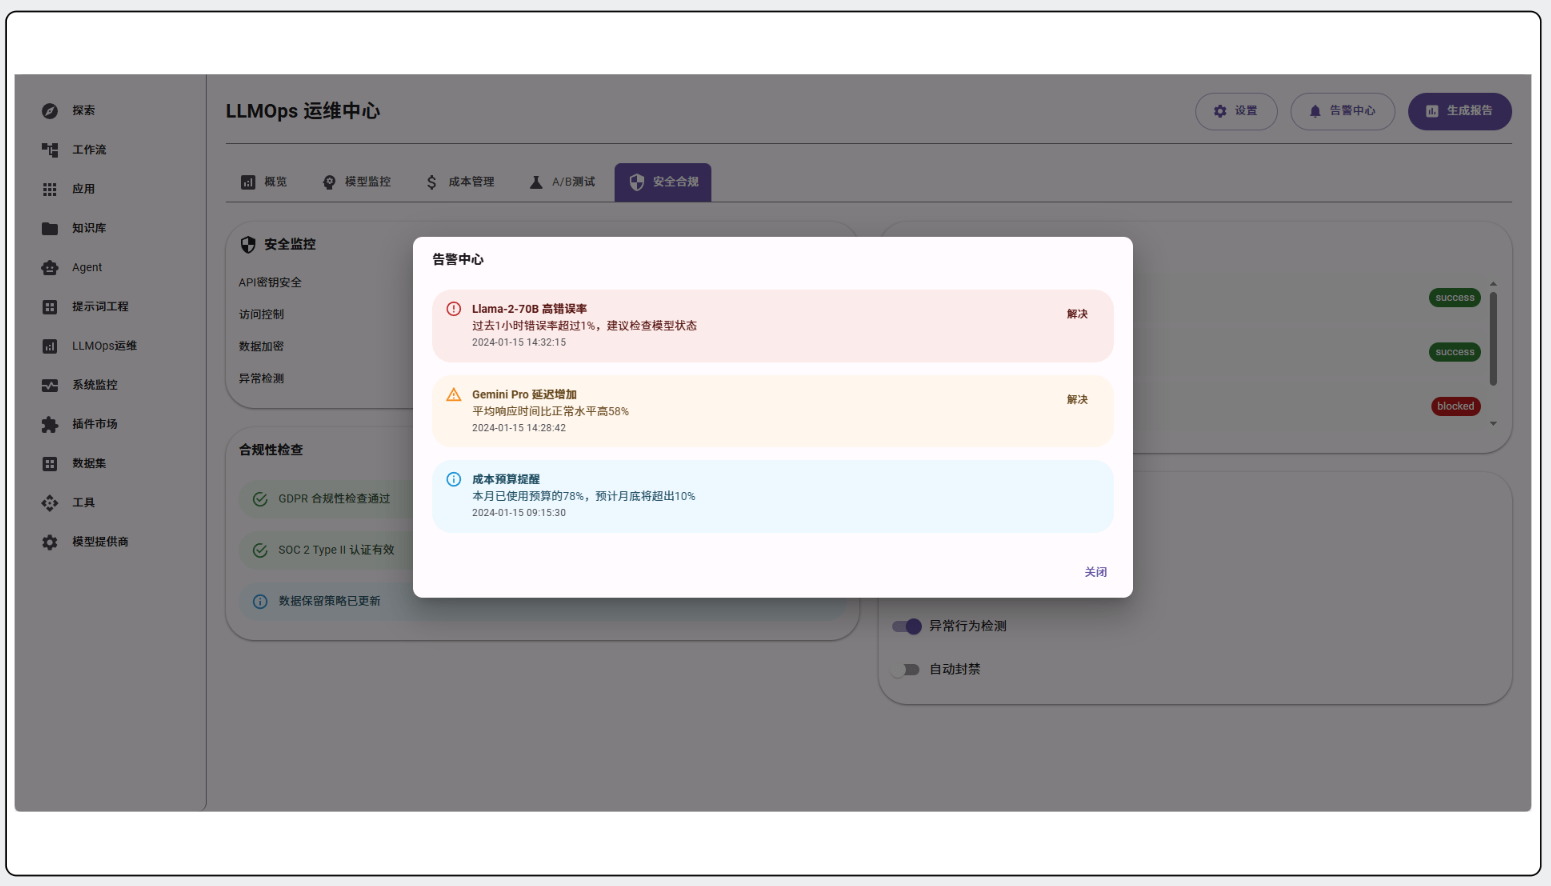 探索
工作流
应用
知识库
Agent
提示词工程
LLMOps运维
系统监控
插件市场
数据集
工具
模型提供商
LLMOps 运维中心
设置
告警中心
生成报告
概览
模型监控
成本管理
A/B测试
安全合规
安全监控
API密钥安全
访问控制
数据加密
异常检测
合规性检查
GDPR 合规性检查通过
SOC 2 Type II 认证有效
数据保留策略已更新
告警中心
Llama-2-70B 高错误率
过去1小时错误率超过1%，建议检查模型状态
2024-01-15 14:32:15
解决
Gemini Pro 延迟增加
平均响应时间比正常水平高58%
2024-01-15 14:28:42
解决
成本预算提醒
本月已使用预算的78%，预计月底将超出10%
2024-01-15 09:15:30
关闭
success
success
blocked
异常行为检测
自动封禁